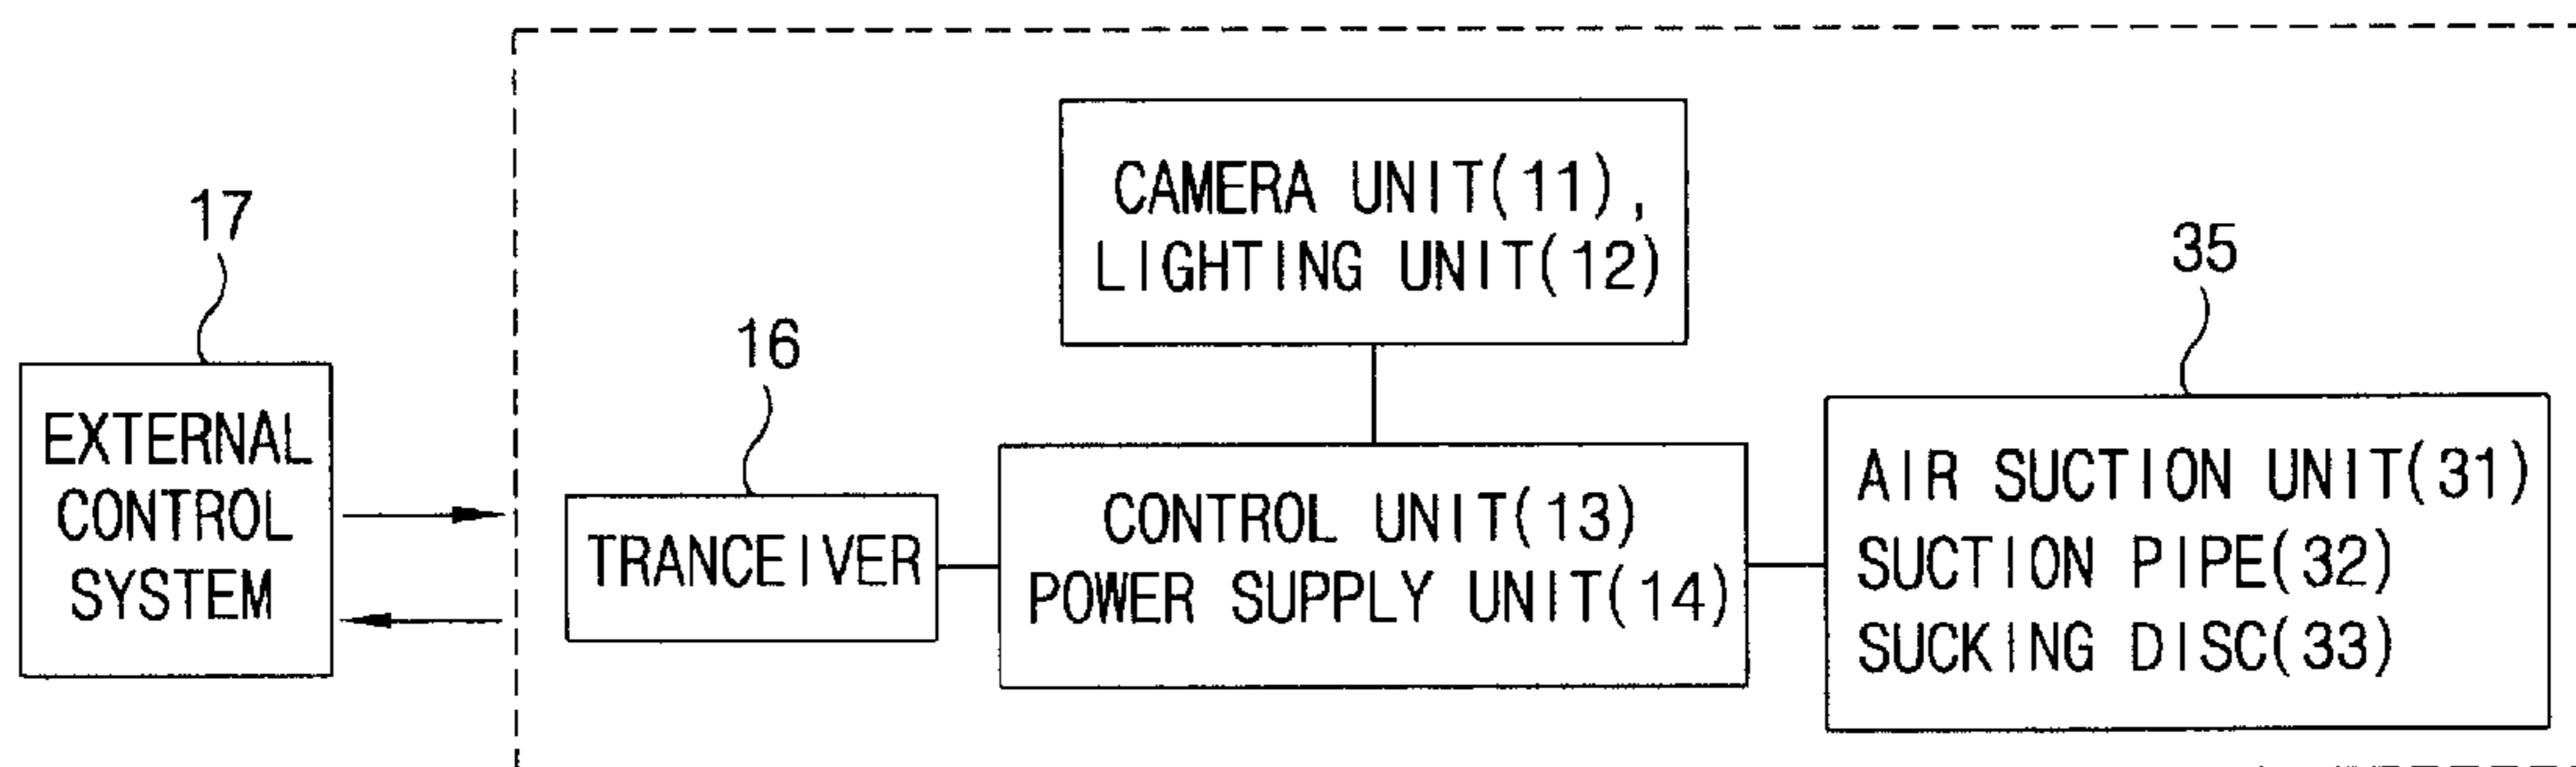 17
EXTERNAL
CONTROL
SYSTEM
CAMERA UNIT(11),
LIGHTING UNIT(12)
16
TRANCEIVER
CONTROL UNIT(13)
POWER SUPPLY UNIT(14)
35
AIR SUCTION UNIT(31)
SUCTION PIPE(32)
SUCKING DISC(33)